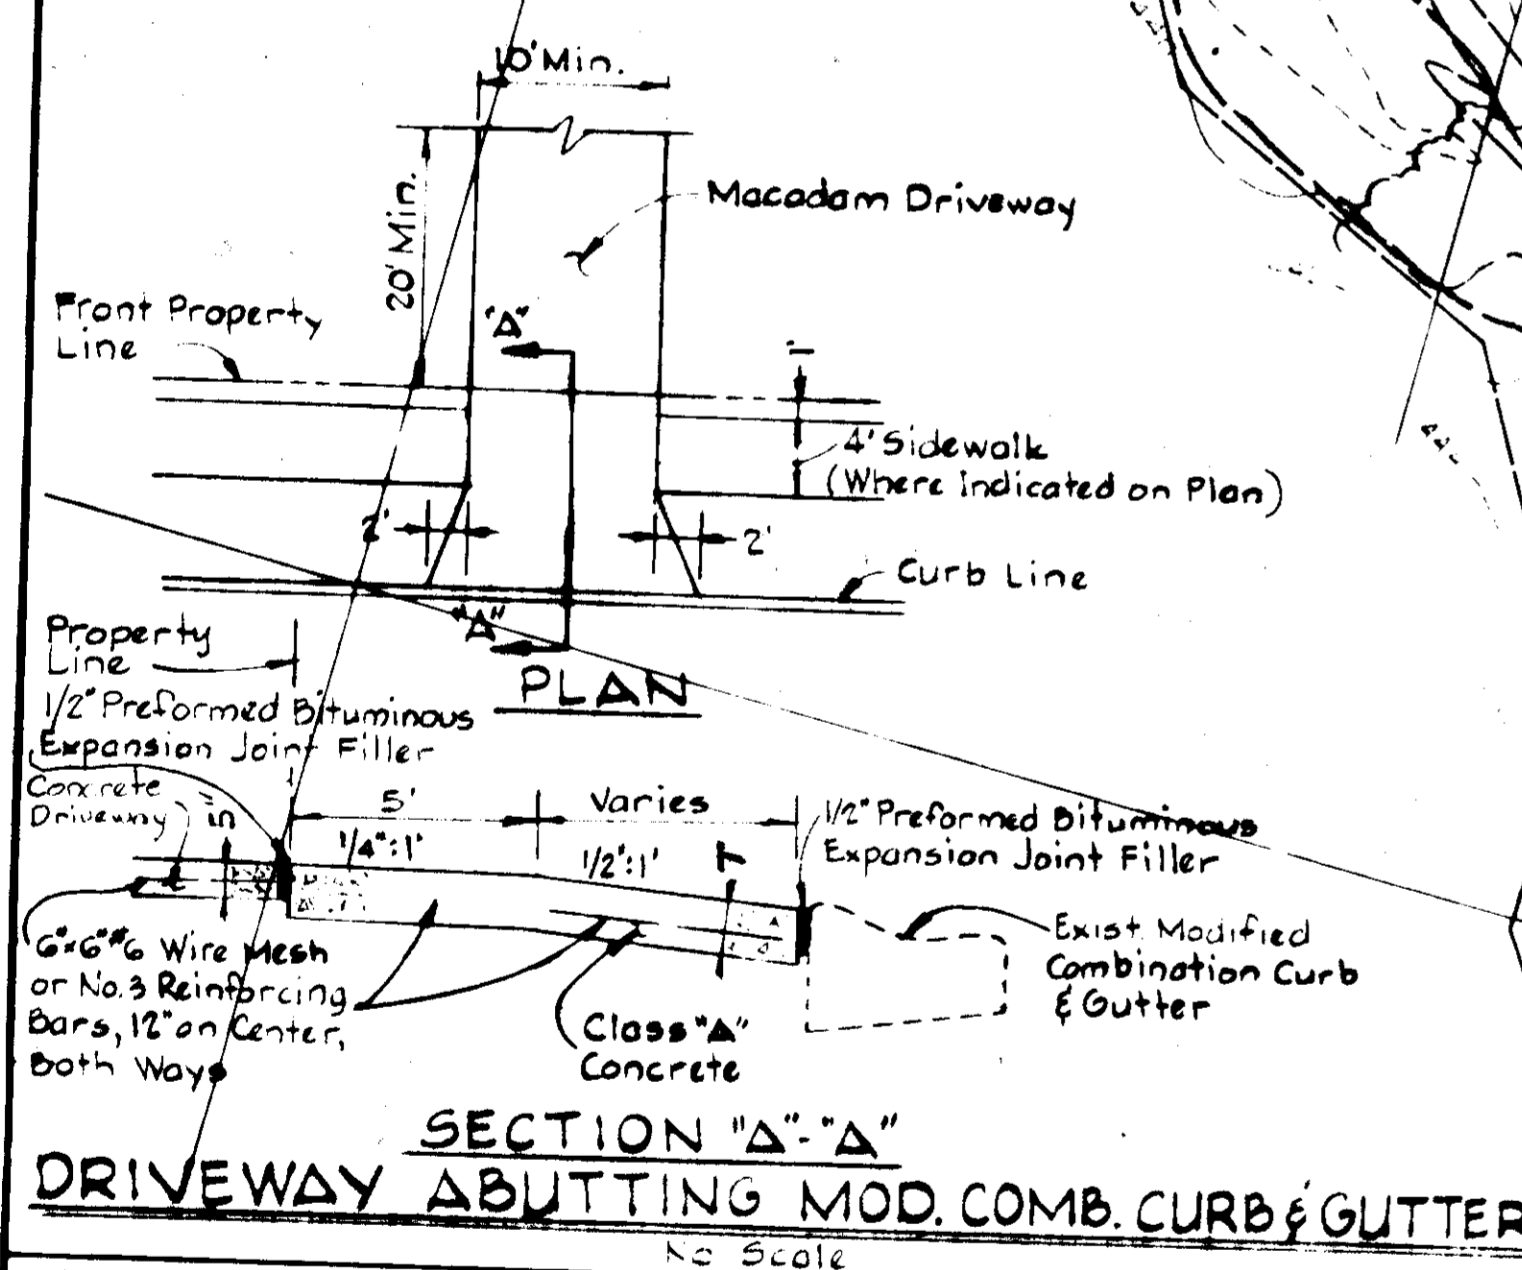 10' Min.
20' Min.
Macadam Driveway
Front Property
Line
"A"
1'
4' Sidewalk
(Where Indicated on Plan)
2'
2'
Curb Line
"A"
PLAN
Property
Line
1/2" Preformed Bituminous
Expansion Joint Filler
Concrete
Driveway
5"
5'
Varies
1/4":1'
1/2":1'
7"
1/2" Preformed Bituminous
Expansion Joint Filler
6"x6"#6 Wire Mesh
or No.3 Reinforcing
Bars, 12" on Center,
Both Ways
Class "A"
Concrete
Exist. Modified
Combination Curb
& Gutter
SECTION "A"-"A"
DRIVEWAY ABUTTING MOD. COMB. CURB & GUTTER
No Scale